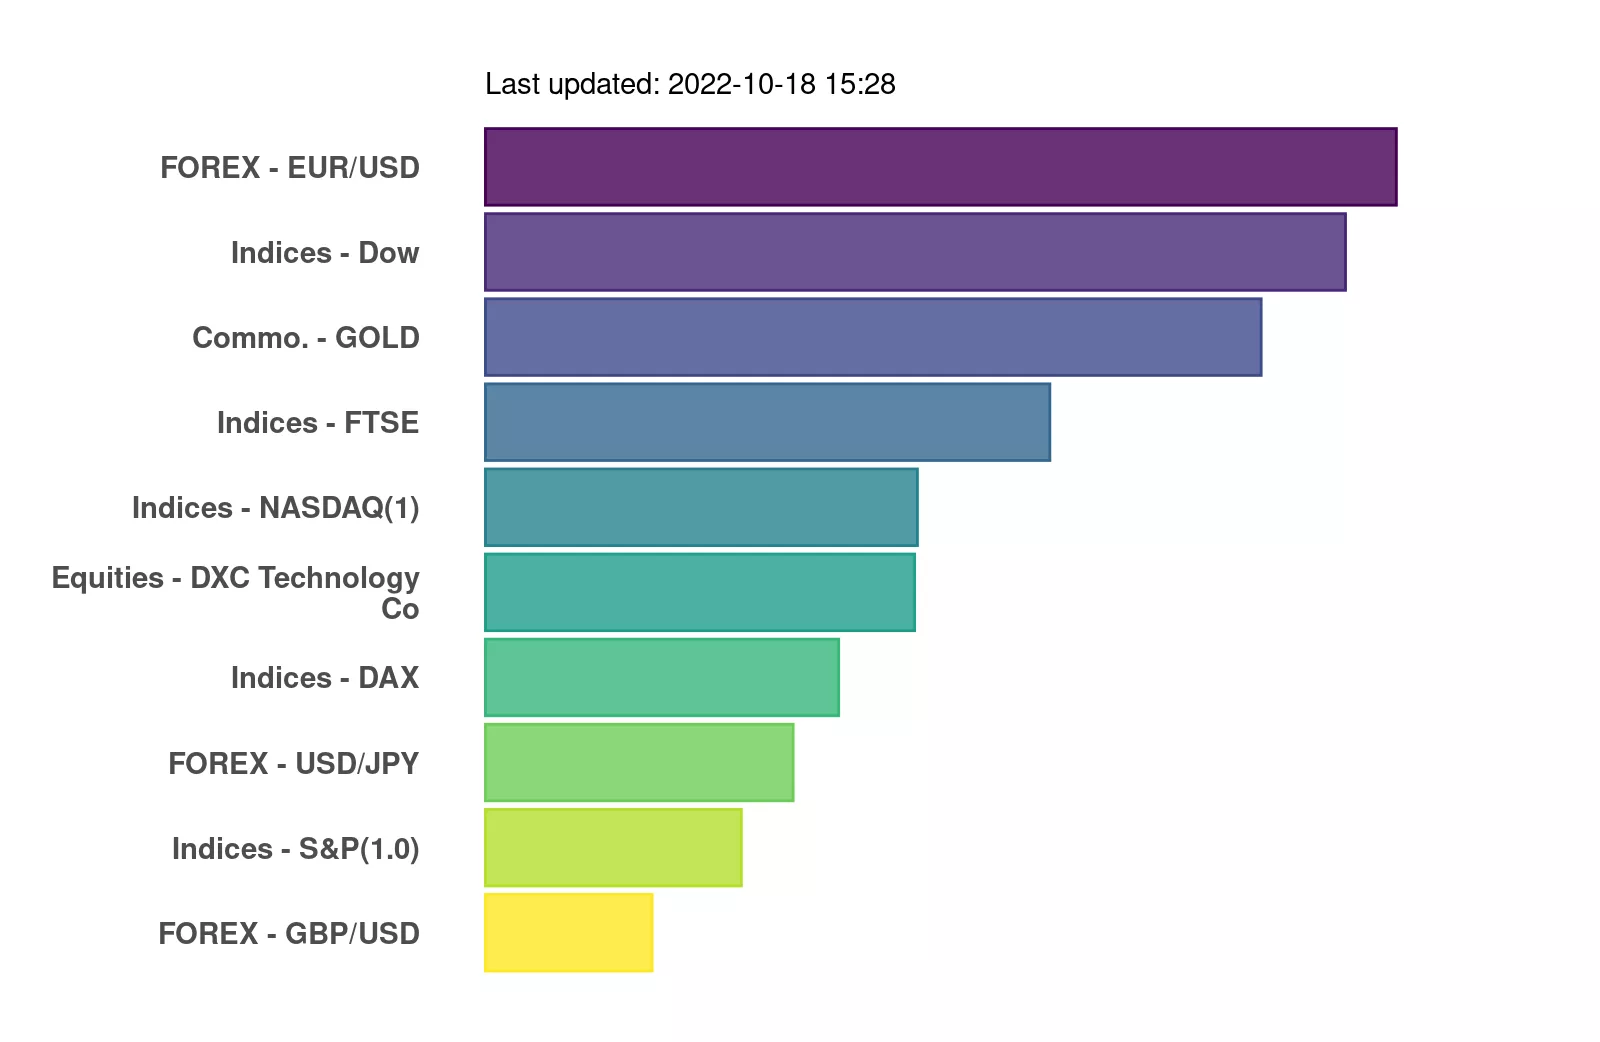 Last updated: 2022-10-18 15:28
FOREX - EUR/USD
Indices - Dow
Commo. - GOLD
Indices - FTSE
Indices - NASDAQ(1)
Equities - DXC Technology
Co
Indices - DAX
FOREX - USD/JPY
Indices - S&P(1.0)
FOREX - GBP/USD